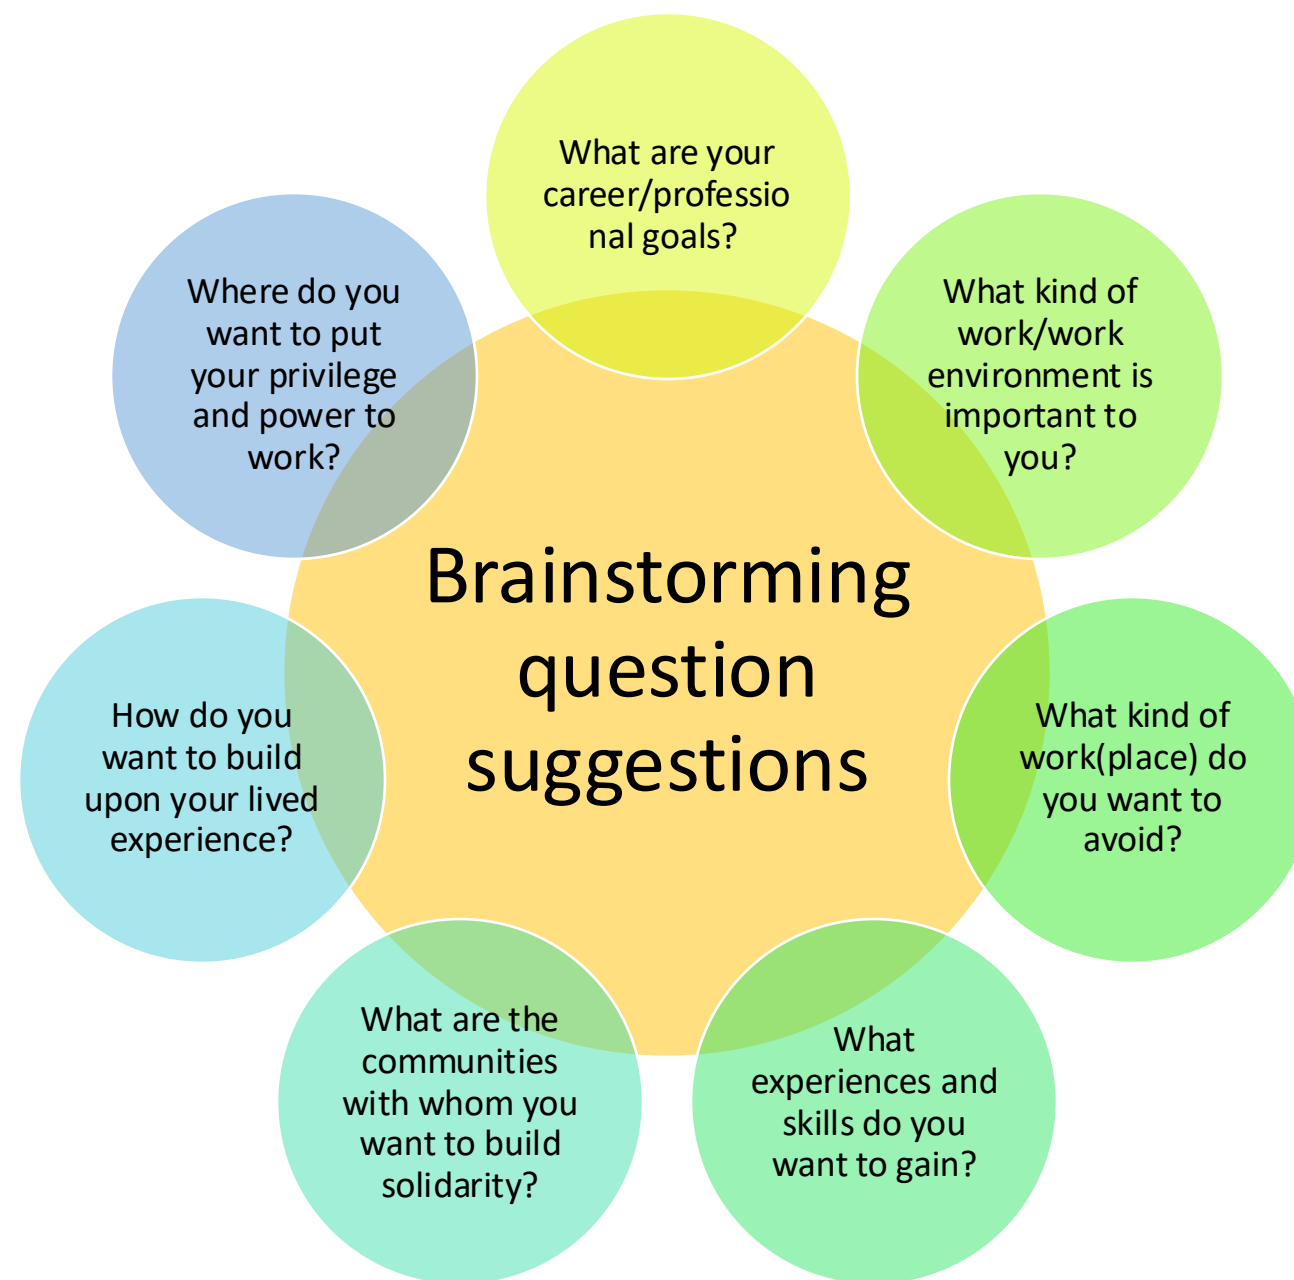 What are your
career/professio
nal goals?
What kind of
work/work
environment is
important to
you?
What kind of
work(place) do
you want to
avoid?
What
experiences and
skills do you
want to gain?
What are the
communities
with whom you
want to build
solidarity?
How do you
want to build
upon your lived
experience?
Where do you
want to put
your privilege
and power to
work?
Brainstorming
question
suggestions